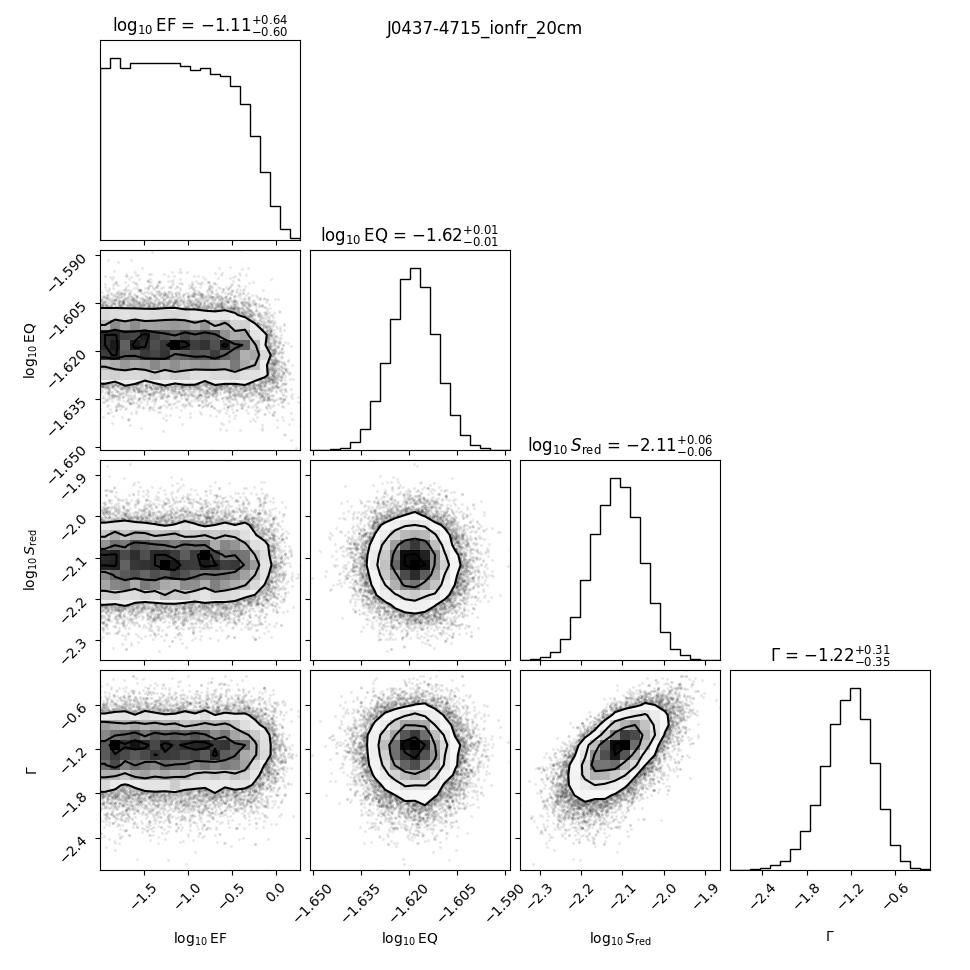 log₁₀ EF = −1.11 +0.64 −0.60
J0437-4715_ionfr_20cm
log₁₀ EQ = −1.62 +0.01 −0.01
−1.590
−1.605
−1.620
−1.635
−1.650
log₁₀ EQ
log₁₀ S_red = −2.11 +0.06 −0.06
−1.9
−2.0
−2.1
−2.2
−2.3
log₁₀ S_red
Γ = −1.22 +0.31 −0.35
−0.6
−1.2
−1.8
−2.4
Γ
−1.5 −1.0 −0.5 0.0
−1.650 −1.635 −1.620 −1.605 −1.590
−2.3 −2.2 −2.1 −2.0 −1.9
−2.4 −1.8 −1.2 −0.6
log₁₀ EF
log₁₀ EQ
log₁₀ S_red
Γ